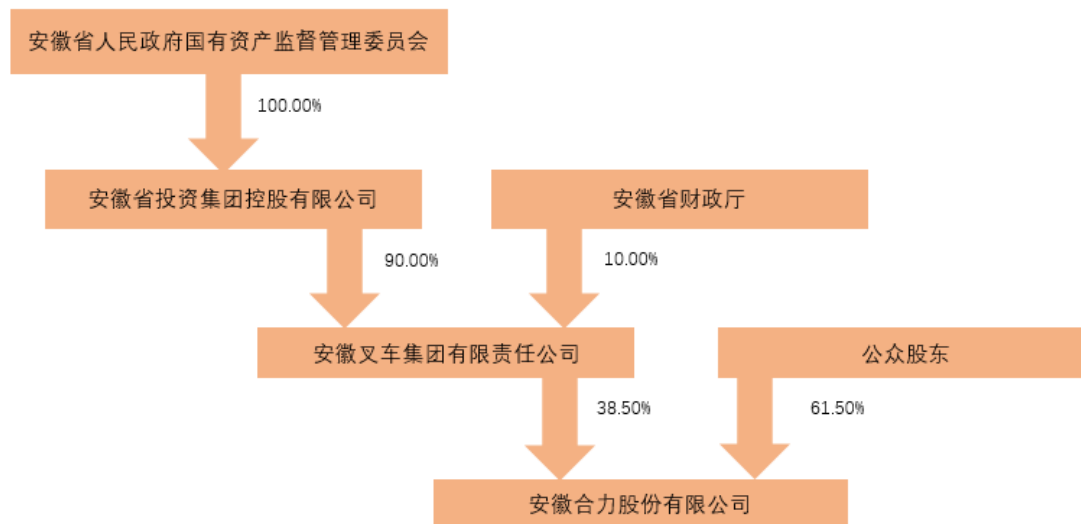 安徽省人民政府国有资产监督管理委员会
100.00%
安徽省投资集团控股有限公司
安徽省财政厅
90.00%
10.00%
安徽叉车集团有限责任公司
公众股东
38.50%
61.50%
安徽合力股份有限公司